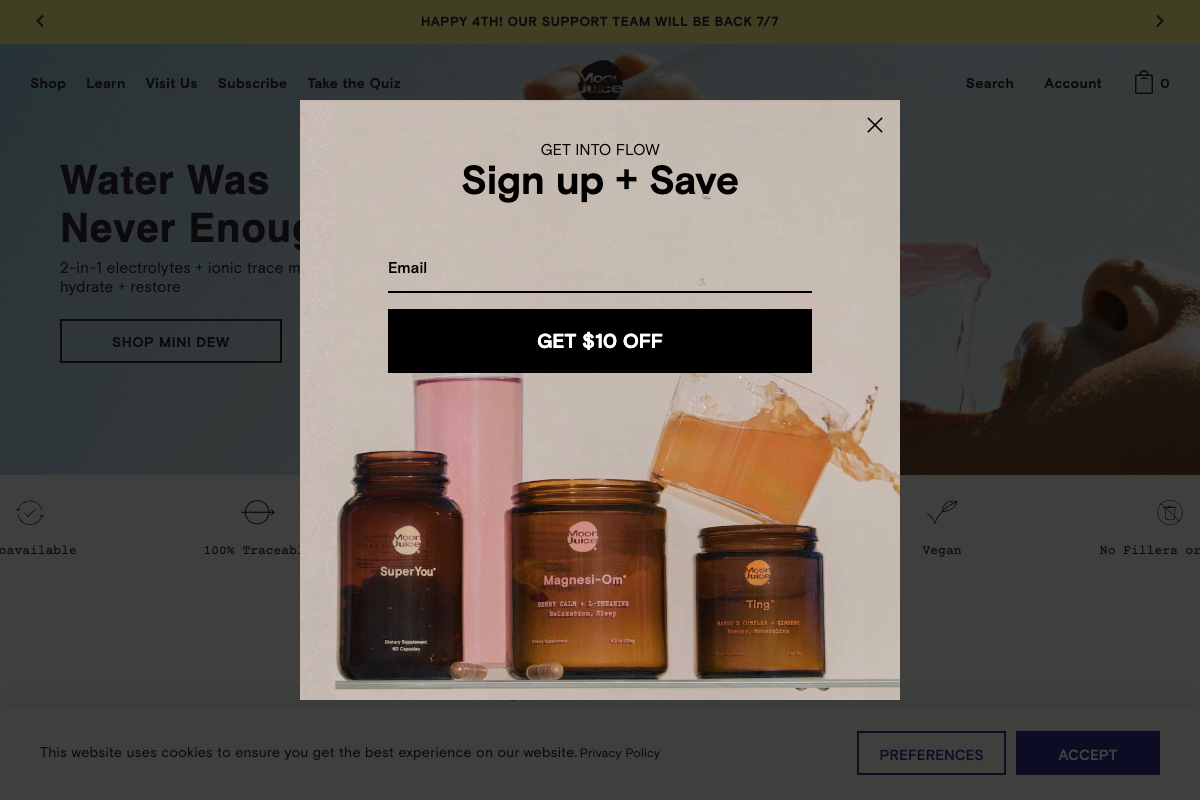 HAPPY 4TH! OUR SUPPORT TEAM WILL BE BACK 7/7
Shop Learn Visit Us Subscribe Take the Quiz
Moon Juice
Search Account 0
Water Was
Never Enoug
2-in-1 electrolytes + ionic trace m
hydrate + restore
SHOP MINI DEW
GET INTO FLOW
Sign up + Save
Email
GET $10 OFF
Moon Juice
SuperYou®
Dietary Supplement
60 Capsules
Moon Juice
Magnesi-Om®
BERRY CALM + L-THEANINE
Relaxation, Sleep
Dietary Supplement
Moon Juice
Ting™
MANGO B COMPLEX + GINSENG
Energy, Metabolism
oavailable
100% Traceabl
Vegan
No Fillers or
This website uses cookies to ensure you get the best experience on our website. Privacy Policy
PREFERENCES
ACCEPT